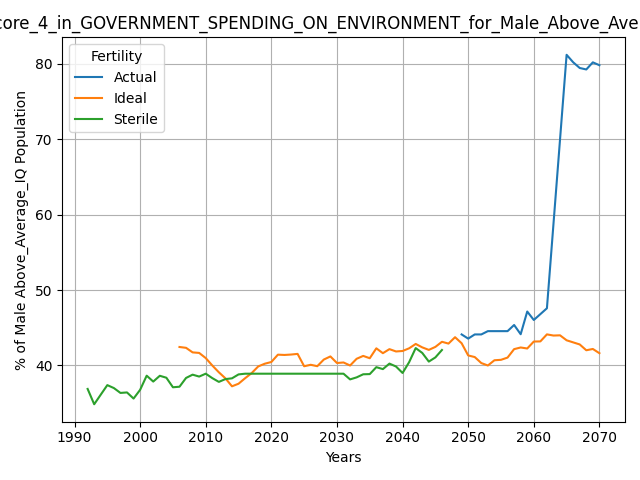 core_4_in_GOVERNMENT_SPENDING_ON_ENVIRONMENT_for_Male_Above_Ave
Fertility
Actual
Ideal
Sterile
% of Male Above_Average_IQ Population
80
70
60
50
40
1990 2000 2010 2020 2030 2040 2050 2060 2070
Years